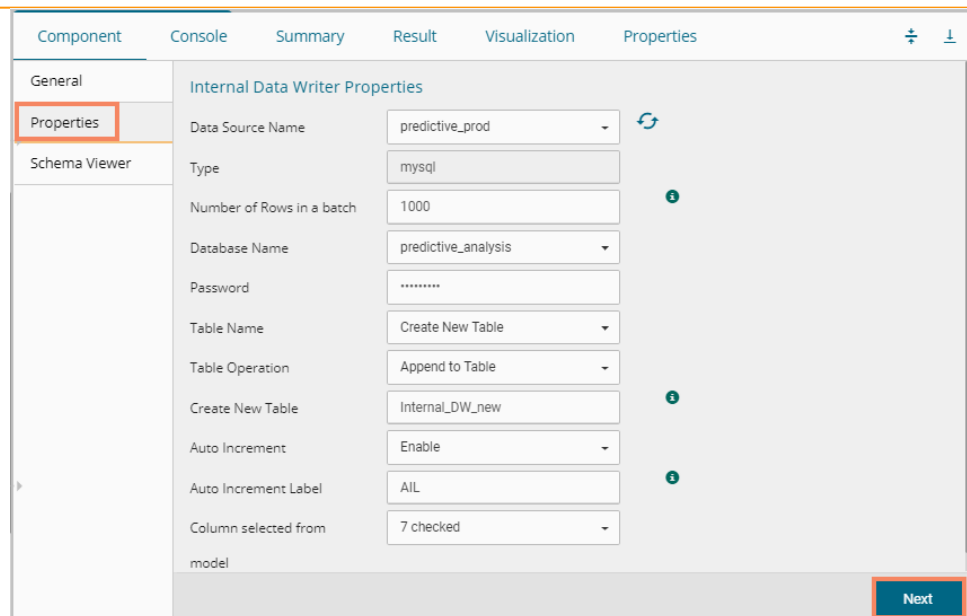 Component Console Summary Result Visualization Properties
General
Properties
Schema Viewer
Internal Data Writer Properties
Data Source Name predictive_prod
Type mysql
Number of Rows in a batch 1000
Database Name predictive_analysis
Password •••••••••
Table Name Create New Table
Table Operation Append to Table
Create New Table Internal_DW_new
Auto Increment Enable
Auto Increment Label AIL
Column selected from 7 checked
model
Next